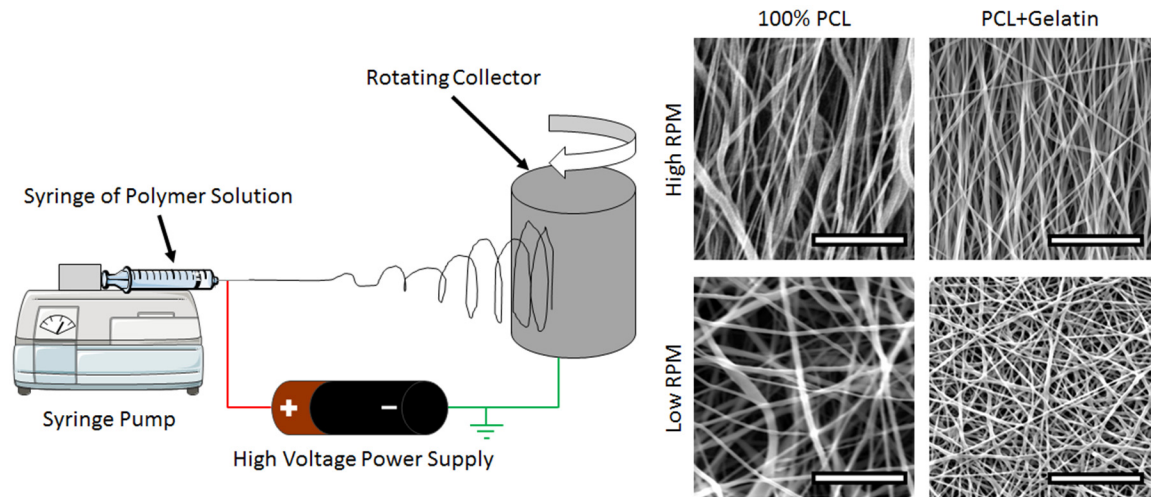 100% PCL
PCL+Gelatin
Rotating Collector
High RPM
Syringe of Polymer Solution
+
-
Syringe Pump
High Voltage Power Supply
Low RPM